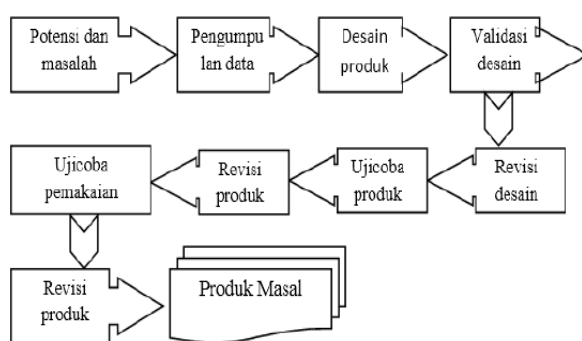 Potensi dan
masalah
Pengumpu
lan data
Desain
produk
Validasi
desain
Revisi
desain
Ujicoba
produk
Revisi
produk
Ujicoba
pemakaian
Revisi
produk
Produk Masal